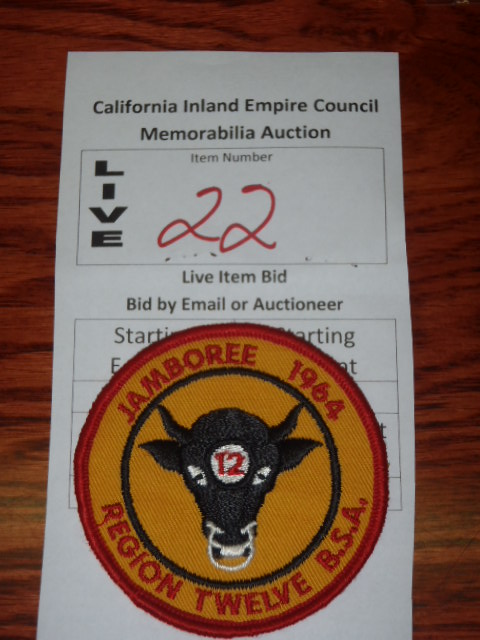 California Inland Empire Council
Memorabilia Auction
Item Number
LIVE
22
Live Item Bid
Bid by Email or Auctioneer
JAMBOREE 1964
12
REGION TWELVE B.S.A.